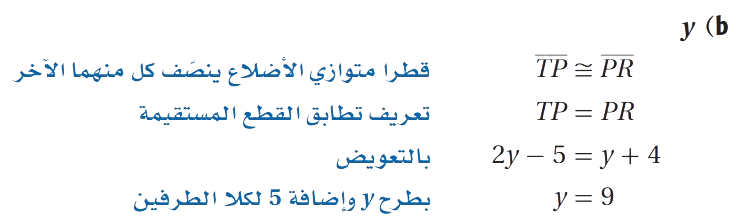 y (b
TP ≅ PR قطرا متوازي الأضلاع ينصّف كل منهما الآخر
TP = PR تعريف تطابق القطع المستقيمة
2y − 5 = y + 4 بالتعويض
y = 9 بطرح y وإضافة 5 لكلا الطرفين